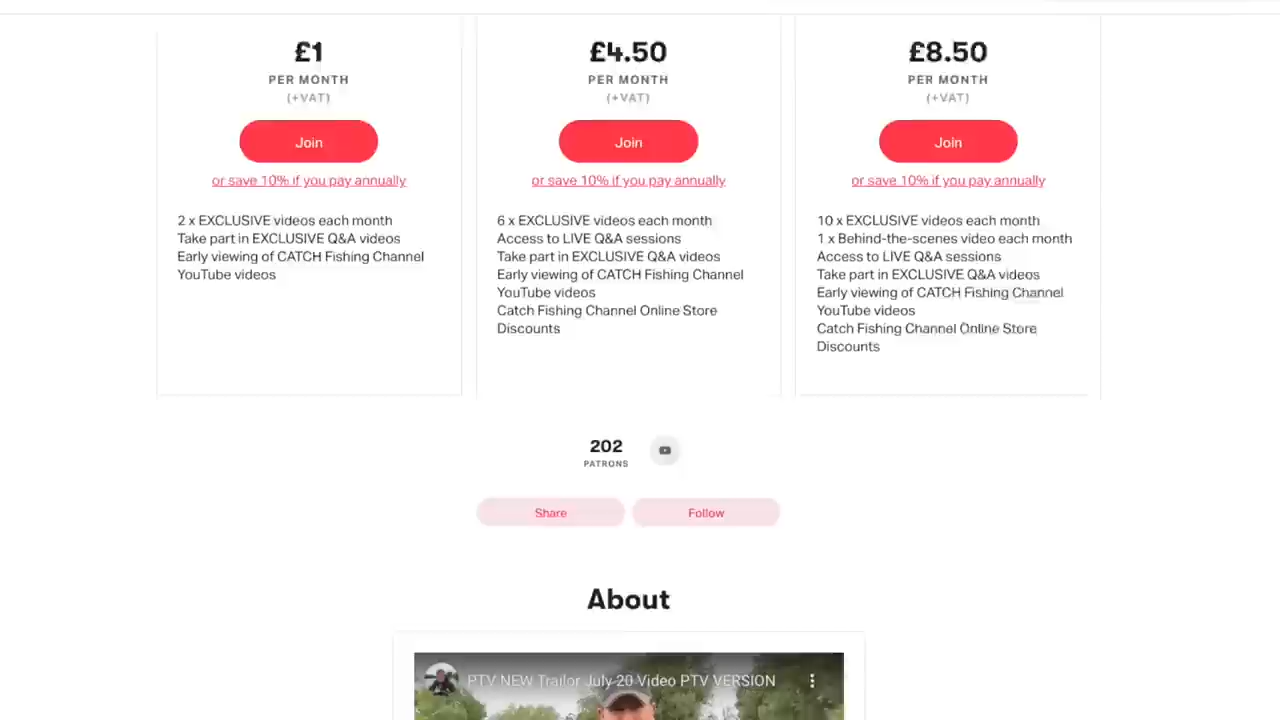 £1
PER MONTH
(+VAT)
Join
or save 10% if you pay annually
2 x EXCLUSIVE videos each month
Take part in EXCLUSIVE Q&A videos
Early viewing of CATCH Fishing Channel
YouTube videos
£4.50
PER MONTH
(+VAT)
Join
or save 10% if you pay annually
6 x EXCLUSIVE videos each month
Access to LIVE Q&A sessions
Take part in EXCLUSIVE Q&A videos
Early viewing of CATCH Fishing Channel
YouTube videos
Catch Fishing Channel Online Store
Discounts
£8.50
PER MONTH
(+VAT)
Join
or save 10% if you pay annually
10 x EXCLUSIVE videos each month
1 x Behind-the-scenes video each month
Access to LIVE Q&A sessions
Take part in EXCLUSIVE Q&A videos
Early viewing of CATCH Fishing Channel
YouTube videos
Catch Fishing Channel Online Store
Discounts
202
PATRONS
Share
Follow
About
PTV NEW Trailor July 20 Video PTV VERSION